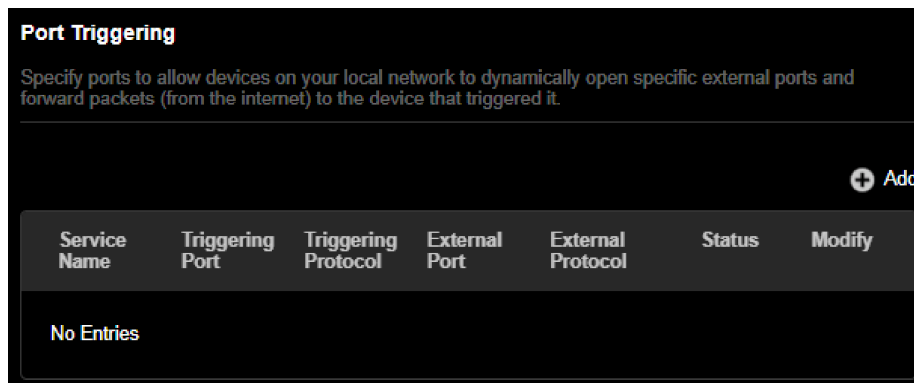 Port Triggering
Specify ports to allow devices on your local network to dynamically open specific external ports and
forward packets (from the internet) to the device that triggered it.
Add
Service Name Triggering Port Triggering Protocol External Port External Protocol Status Modify
No Entries